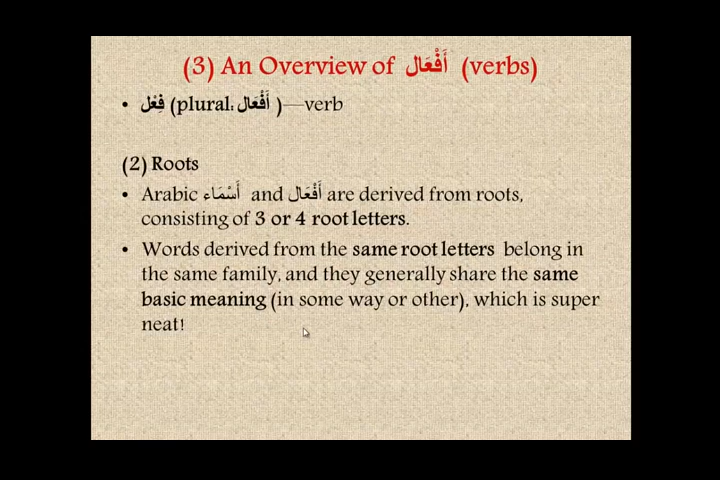 (3) An Overview of أَفْعَال (verbs)
• فِعْل (plural: أَفْعَال )—verb
(2) Roots
• Arabic أَسْمَاء and أَفْعَال are derived from roots,
consisting of 3 or 4 root letters.
• Words derived from the same root letters belong in
the same family, and they generally share the same
basic meaning (in some way or other), which is super
neat!